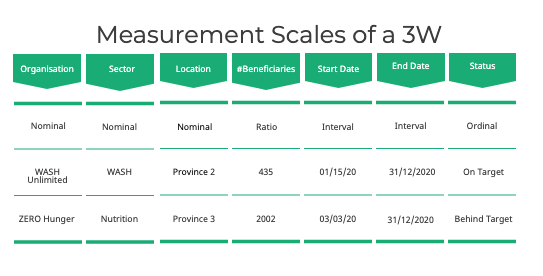 Measurement Scales of a 3W
Organisation Sector Location #Beneficiaries Start Date End Date Status
Nominal Nominal Nominal Ratio Interval Interval Ordinal
WASH Unlimited WASH Province 2 435 01/15/20 31/12/2020 On Target
ZERO Hunger Nutrition Province 3 2002 03/03/20 31/12/2020 Behind Target